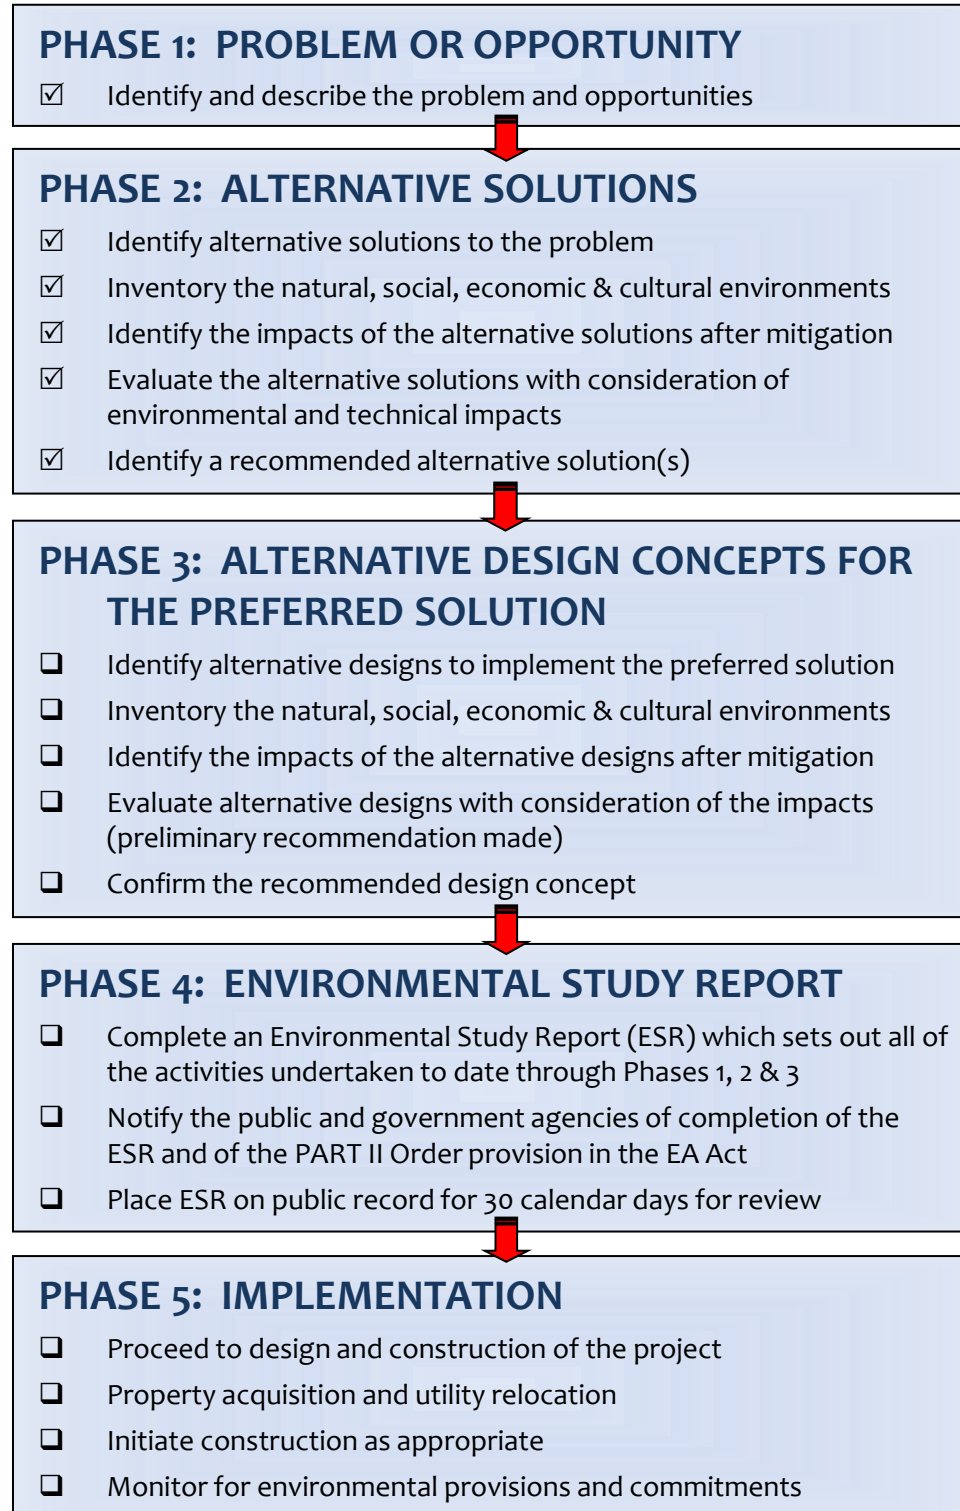 PHASE 1: PROBLEM OR OPPORTUNITY
☑ Identify and describe the problem and opportunities
PHASE 2: ALTERNATIVE SOLUTIONS
☑ Identify alternative solutions to the problem
☑ Inventory the natural, social, economic & cultural environments
☑ Identify the impacts of the alternative solutions after mitigation
☑ Evaluate the alternative solutions with consideration of
environmental and technical impacts
☑ Identify a recommended alternative solution(s)
PHASE 3: ALTERNATIVE DESIGN CONCEPTS FOR
THE PREFERRED SOLUTION
❑ Identify alternative designs to implement the preferred solution
❑ Inventory the natural, social, economic & cultural environments
❑ Identify the impacts of the alternative designs after mitigation
❑ Evaluate alternative designs with consideration of the impacts
(preliminary recommendation made)
❑ Confirm the recommended design concept
PHASE 4: ENVIRONMENTAL STUDY REPORT
❑ Complete an Environmental Study Report (ESR) which sets out all of
the activities undertaken to date through Phases 1, 2 & 3
❑ Notify the public and government agencies of completion of the
ESR and of the PART II Order provision in the EA Act
❑ Place ESR on public record for 30 calendar days for review
PHASE 5: IMPLEMENTATION
❑ Proceed to design and construction of the project
❑ Property acquisition and utility relocation
❑ Initiate construction as appropriate
❑ Monitor for environmental provisions and commitments